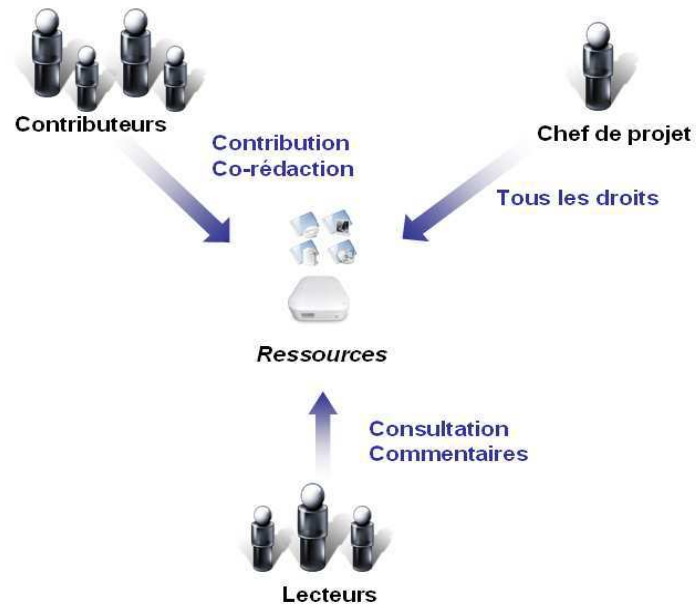 Contributeurs
Chef de projet
Contribution
Co-rédaction
Tous les droits
Ressources
Consultation
Commentaires
Lecteurs